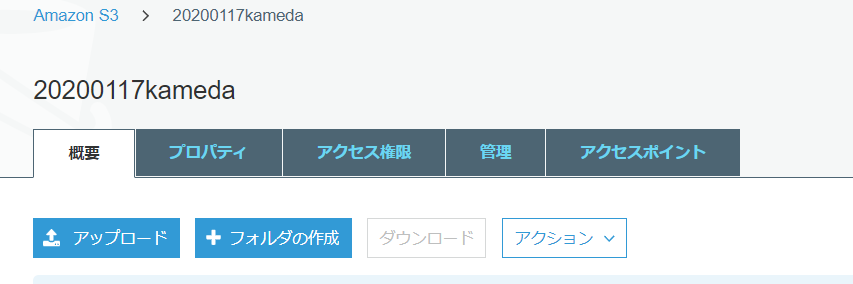 Amazon S3 > 20200117kameda
20200117kameda
概要 プロパティ アクセス権限 管理 アクセスポイント
アップロード フォルダの作成 ダウンロード アクション